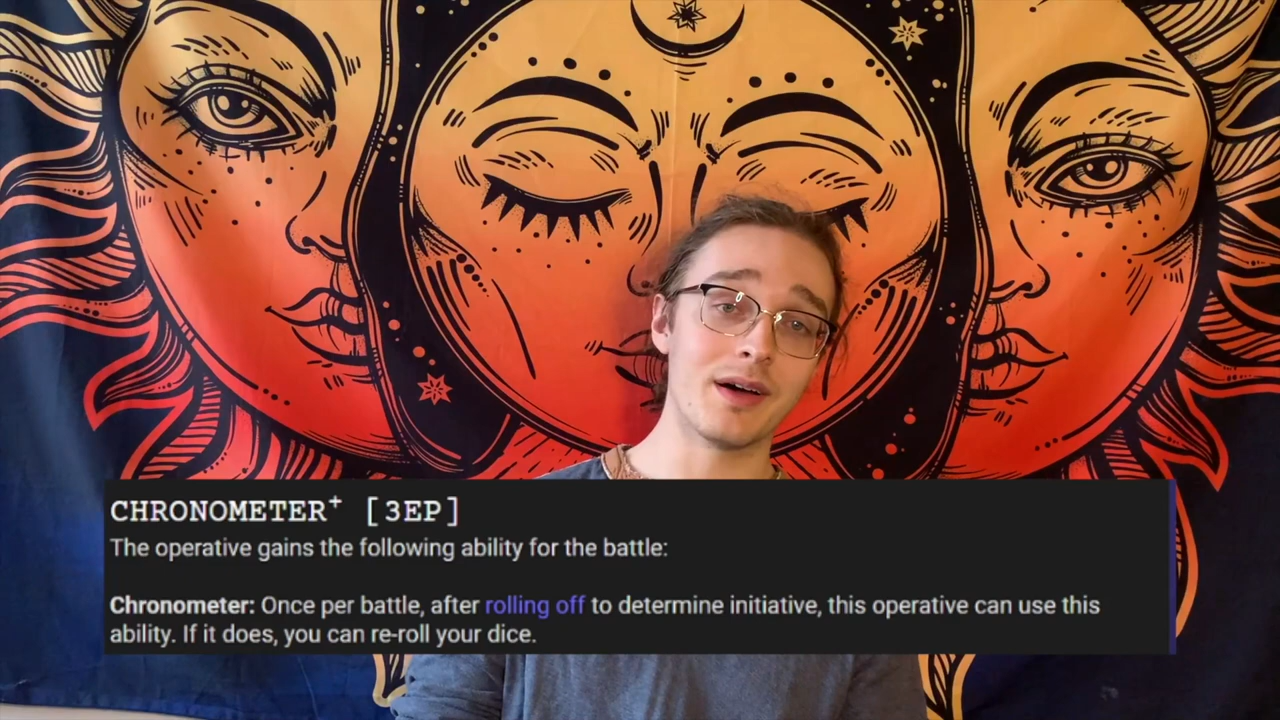 CHRONOMETER⁺ [3EP]
The operative gains the following ability for the battle:
Chronometer: Once per battle, after rolling off to determine initiative, this operative can use this
ability. If it does, you can re-roll your dice.